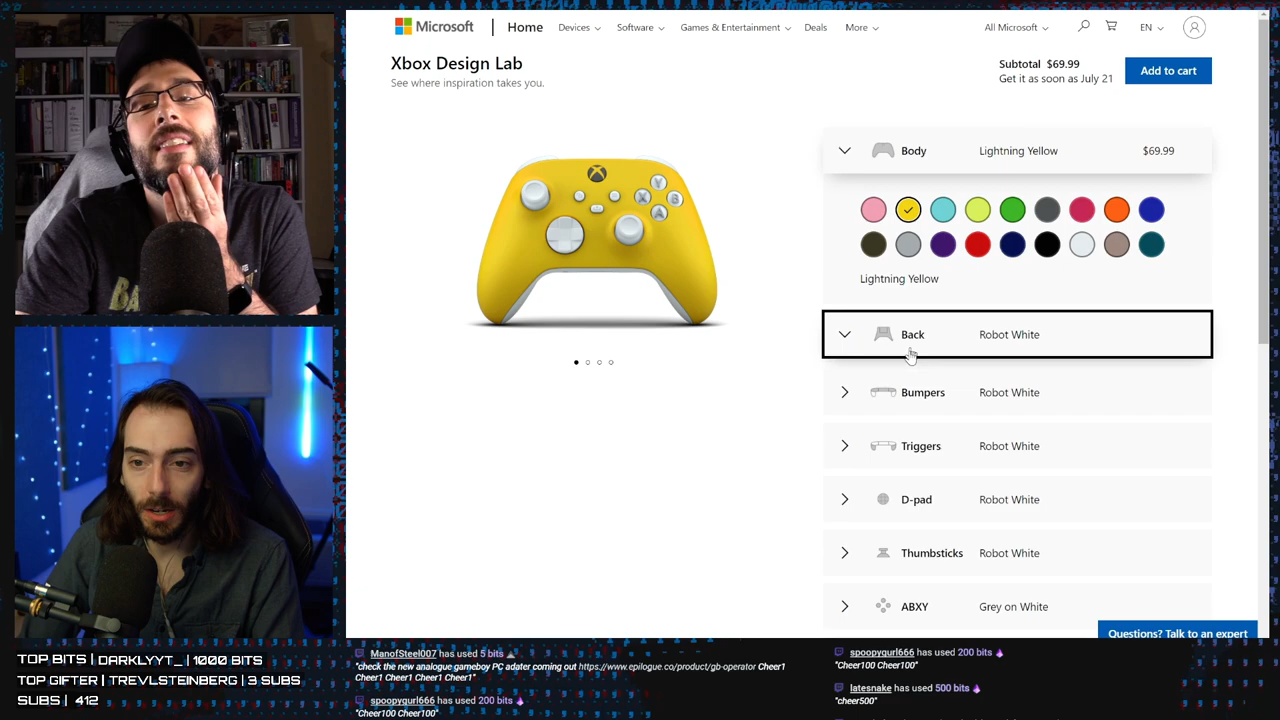 Microsoft
Home
Devices
Software
Games & Entertainment
Deals
More
All Microsoft
EN
Xbox Design Lab
See where inspiration takes you.
Subtotal $69.99
Get it as soon as July 21
Add to cart
Body Lightning Yellow $69.99
Lightning Yellow
Back Robot White
Bumpers Robot White
Triggers Robot White
D-pad Robot White
Thumbsticks Robot White
ABXY Grey on White
Questions? Talk to an expert
Y
X
B
A
BA
TOP BITS | DARKLYYT_ | 1000 BITS
TOP GIFTER | TREVLSTEINBERG | 3 SUBS
SUBS | 412
ManofSteel007 has used 5 bits
"check the new analogue gameboy PC adater coming out https://www.epilogue.co/product/gb-operator Cheer1
Cheer1 Cheer1 Cheer1 Cheer1"
spoopygurl666 has used 200 bits
"Cheer100 Cheer100"
spoopygurl666 has used 200 bits
"Cheer100 Cheer100"
latesnake has used 500 bits
"cheer500"